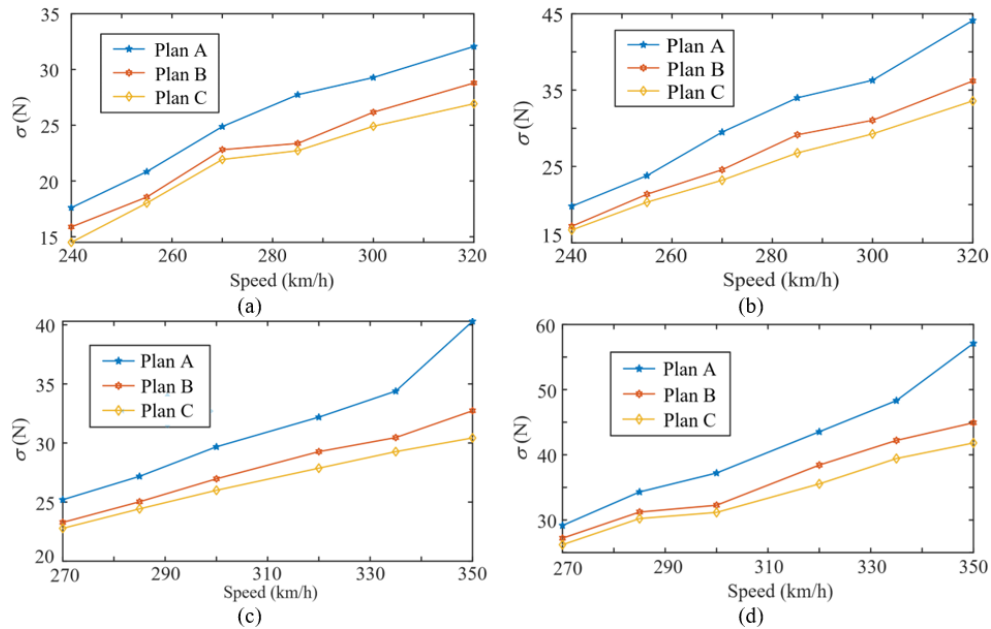 35
30
25
20
15
σ (N)
Plan A
Plan B
Plan C
240 260 280 300 320
Speed (km/h)
(a)
45
35
25
15
σ (N)
Plan A
Plan B
Plan C
240 260 280 300 320
Speed (km/h)
(b)
40
35
30
25
20
σ (N)
Plan A
Plan B
Plan C
270 290 310 330 350
Speed (km/h)
(c)
60
50
40
30
σ (N)
Plan A
Plan B
Plan C
270 290 310 330 350
Speed (km/h)
(d)